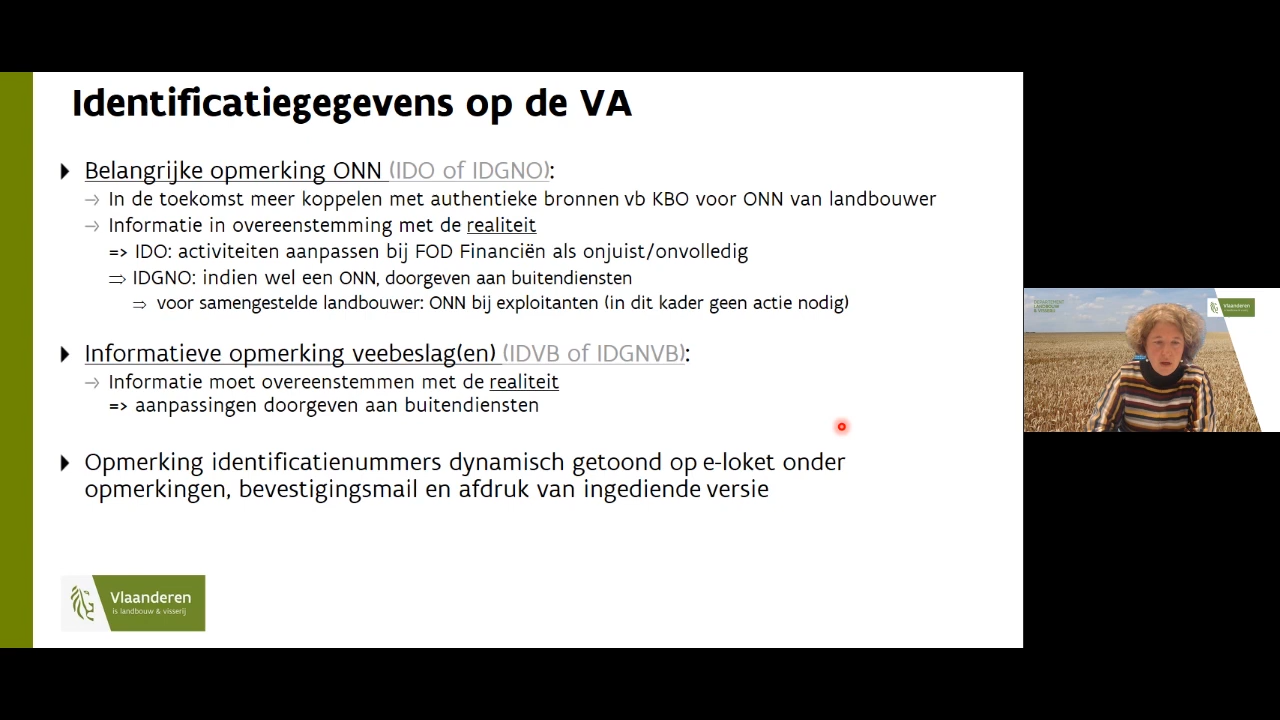 Identificatiegegevens op de VA
Belangrijke opmerking ONN (IDO of IDGNO):
→ In de toekomst meer koppelen met authentieke bronnen vb KBO voor ONN van landbouwer
→ Informatie in overeenstemming met de realiteit
=> IDO: activiteiten aanpassen bij FOD Financiën als onjuist/onvolledig
⇒ IDGNO: indien wel een ONN, doorgeven aan buitendiensten
⇒ voor samengestelde landbouwer: ONN bij exploitanten (in dit kader geen actie nodig)
Informatieve opmerking veebeslag(en) (IDVB of IDGNVB):
→ Informatie moet overeenstemmen met de realiteit
=> aanpassingen doorgeven aan buitendiensten
Opmerking identificatienummers dynamisch getoond op e-loket onder
opmerkingen, bevestigingsmail en afdruk van ingediende versie
Vlaanderen
is landbouw & visserij
DEPARTEMENT
LANDBOUW
& VISSERIJ
Vlaanderen